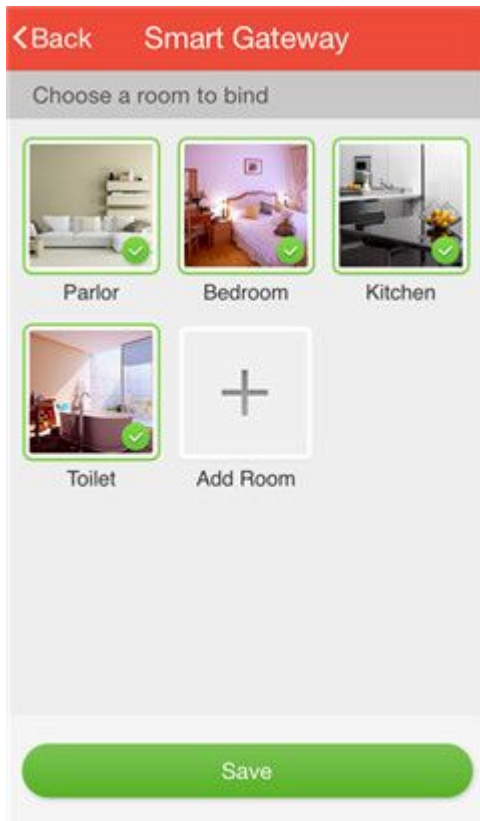 Back Smart Gateway
Choose a room to bind
Parlor Bedroom Kitchen
Toilet Add Room
Save